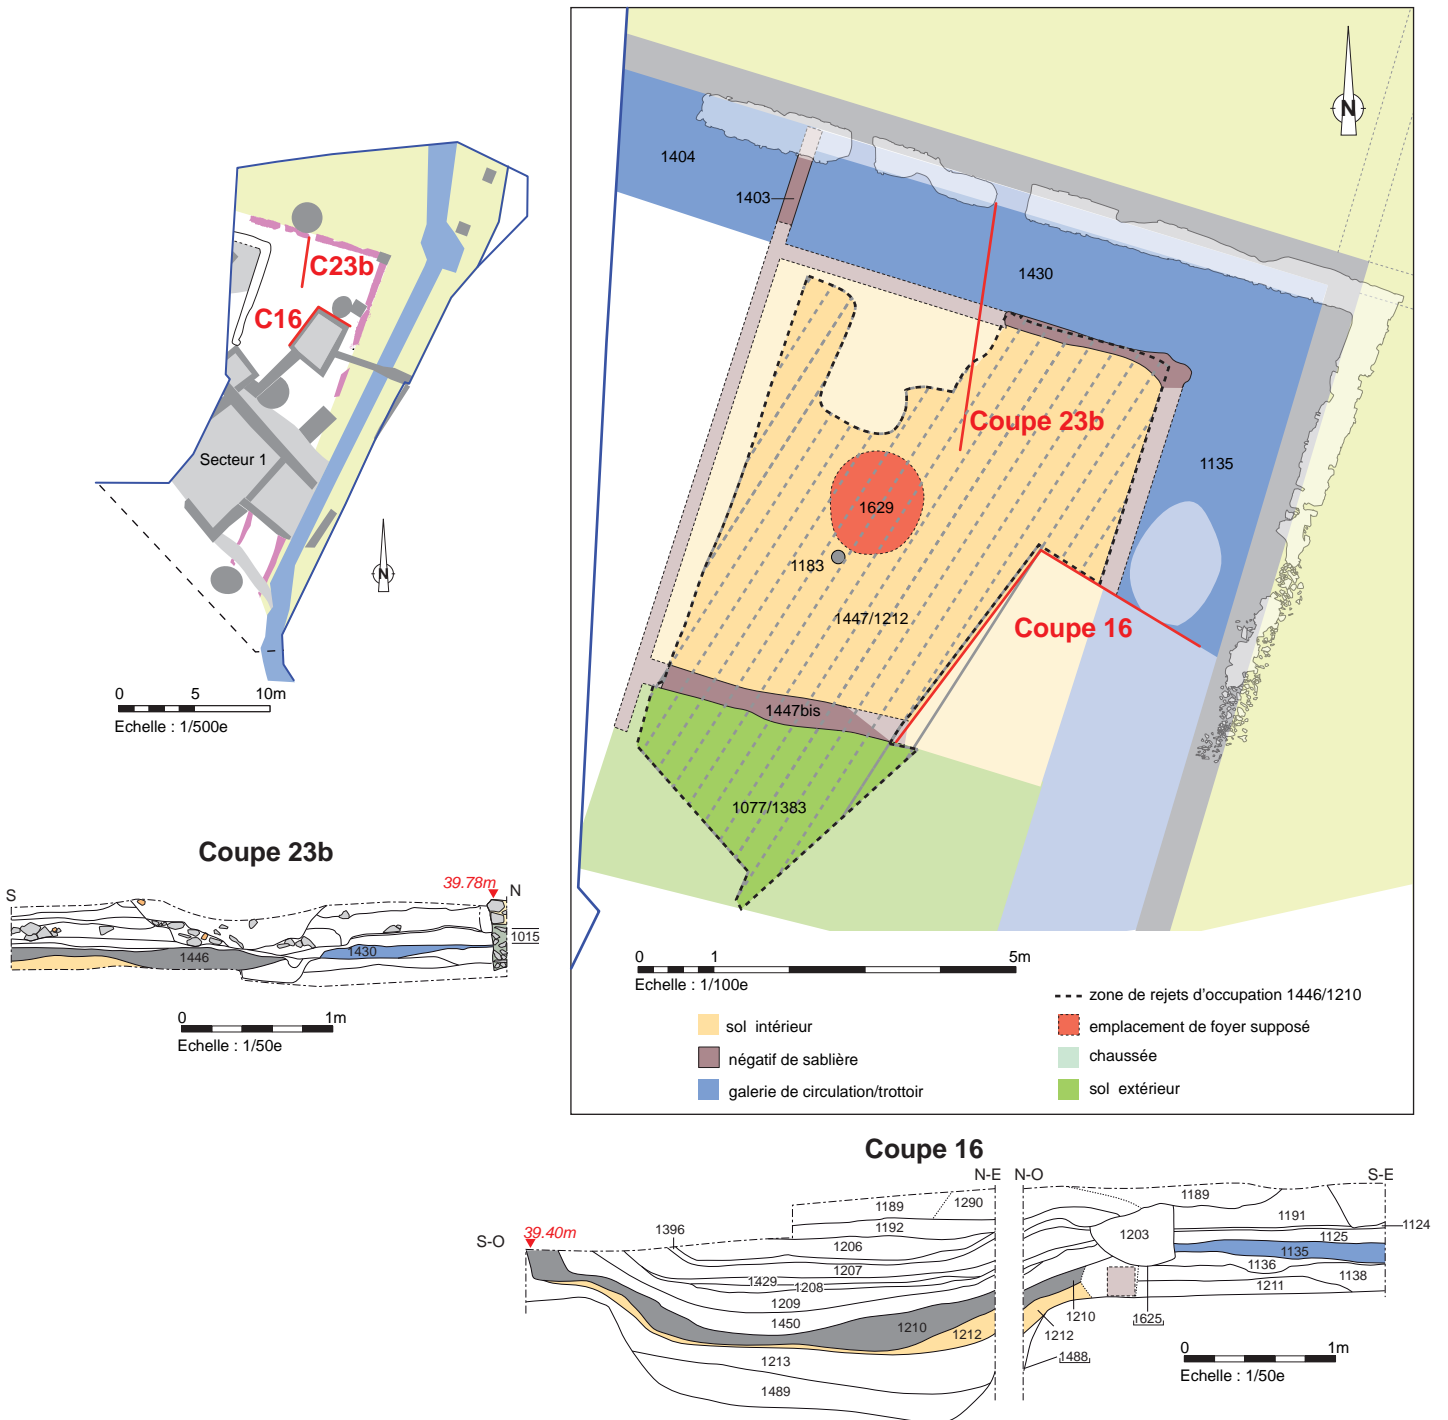 N
1404
1403
1430
C23b
C16
Coupe 23b
1135
1629
1183
1447/1212
Coupe 16
Secteur 1
N
0 5 10m
Echelle : 1/500e
1447bis
1077/1383
Coupe 23b
39.78m
S
N
1015
1446
1430
0 1m
Echelle : 1/50e
0 1 5m
Echelle : 1/100e
zone de rejets d'occupation 1446/1210
sol intérieur
emplacement de foyer supposé
négatif de sablière
chaussée
galerie de circulation/trottoir
sol extérieur
Coupe 16
N-E N-O S-E
1189 1290 1189
1396 1192 1191 1124
S-O 39.40m 1206 1203 1125
1207 1135
1429 1208 1136 1138
1209 1211
1450 1210 1210 1625
1212 1212
1213 1488
1489
0 1m
Echelle : 1/50e